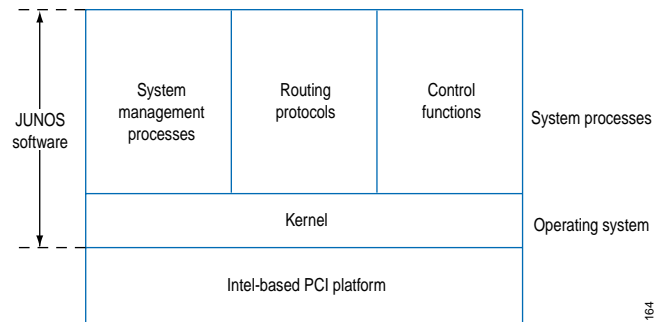 JUNOS
software
System
management
processes
Routing
protocols
Control
functions
System processes
Kernel
Operating system
Intel-based PCI platform
164